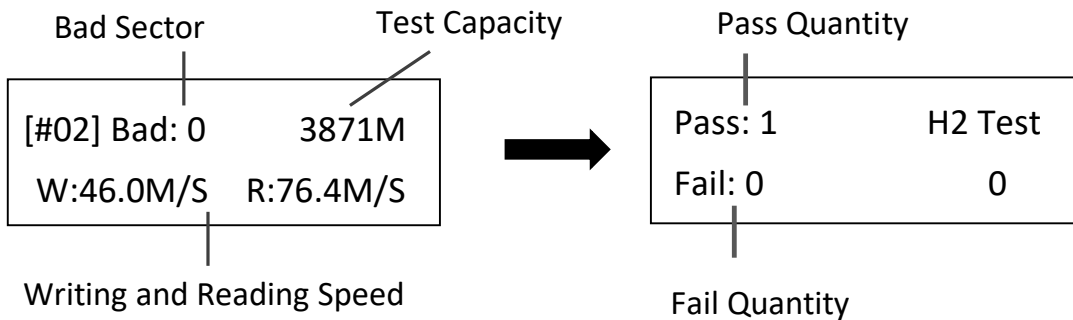 Bad Sector
Test Capacity
[#02] Bad: 0 3871M
W:46.0M/S R:76.4M/S
Writing and Reading Speed
Pass Quantity
Pass: 1 H2 Test
Fail: 0 0
Fail Quantity